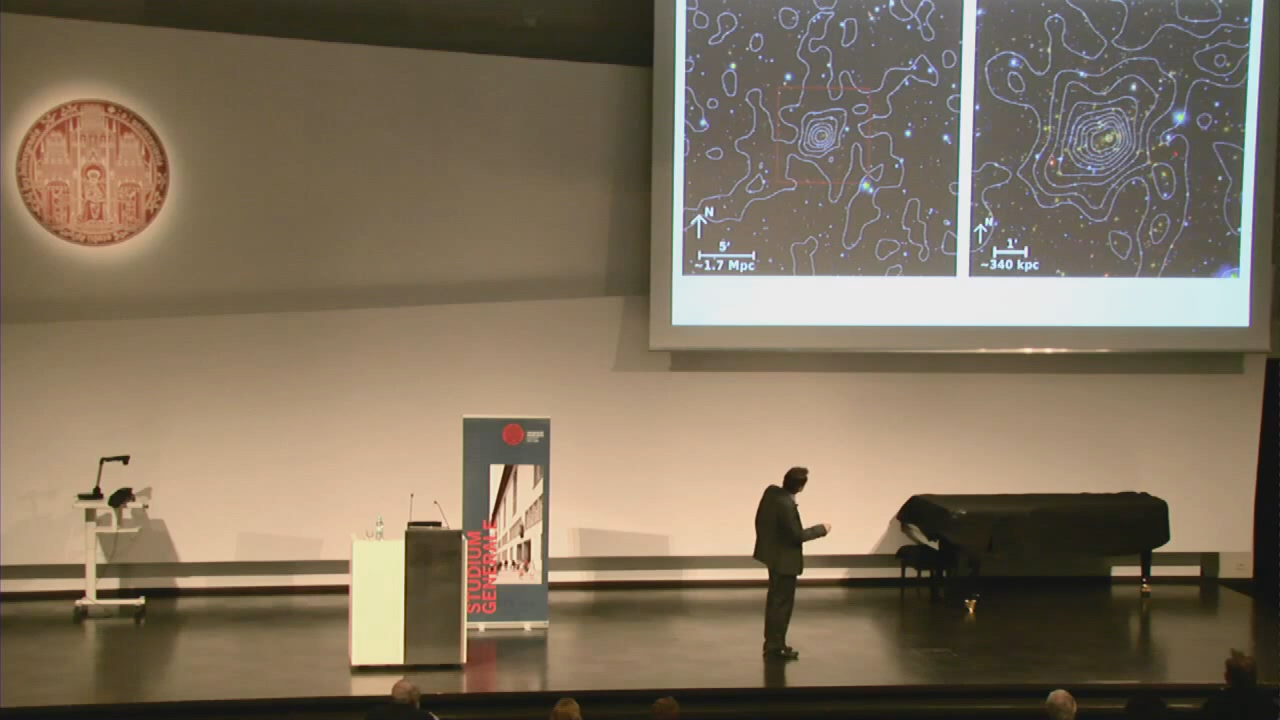 N
5'
~1.7 Mpc
N
1'
~340 kpc
STUDIUM
GENERALE